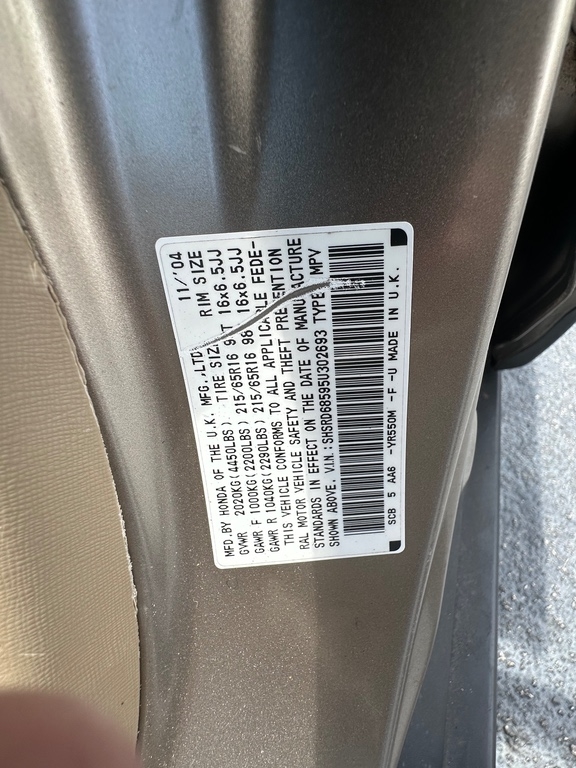 MFG.BY HONDA OF THE U.K. MFG.,LTD. 11/'04
TIRE SIZE RIM SIZE
GVWR 2020KG(4450LBS) 215/65R16 98T 16x6.5JJ
GAWR F 1000KG(2200LBS) 215/65R16 98 16x6.5JJ
GAWR R 1040KG(2290LBS)
THIS VEHICLE CONFORMS TO ALL APPLICABLE FEDE-
RAL MOTOR VEHICLE SAFETY AND THEFT PREVENTION
STANDARDS IN EFFECT ON THE DATE OF MANUFACTURE
SHOWN ABOVE. V.I.N.: SHSRD68595U302693 TYPE: MPV
SCB 5 AA6 -YR550M -F -U MADE IN U.K.